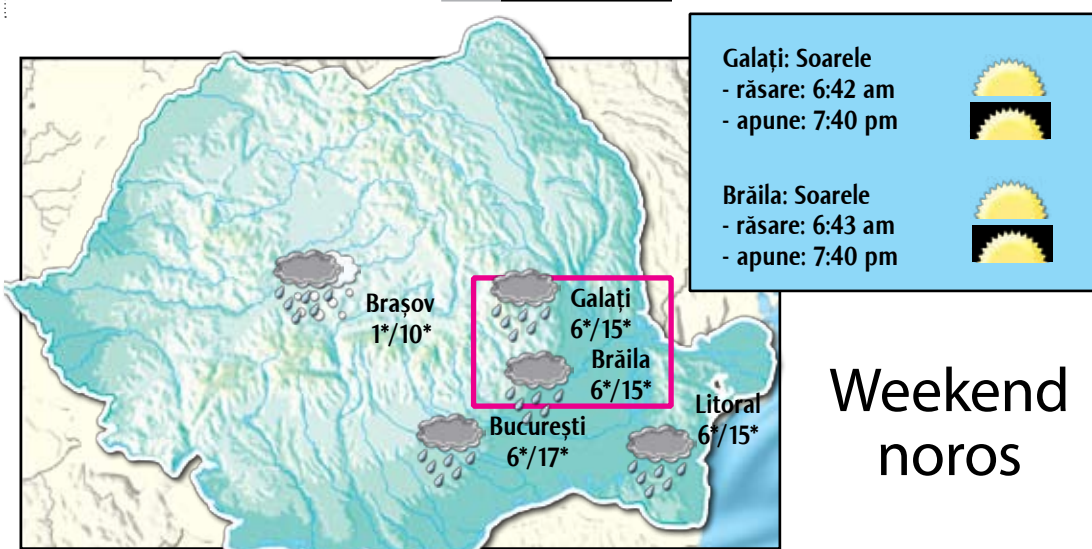 Galați: Soarele
- răsare: 6:42 am
- apune: 7:40 pm
Brăila: Soarele
- răsare: 6:43 am
- apune: 7:40 pm
Brașov
1*/10*
Galați
6*/15*
Brăila
6*/15*
Litoral
6*/15*
București
6*/17*
Weekend
noros